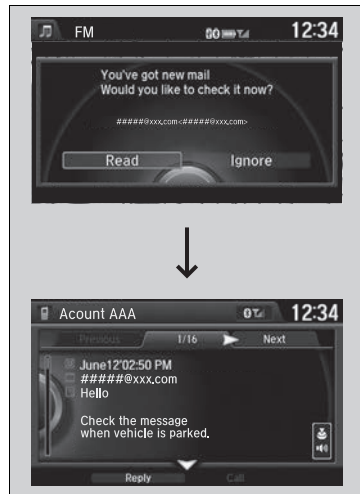 FM
12:34
You've got new mail
Would you like to check it now?
#####@xxx.com<#####@xxx.com>
Read
Ignore
Acount AAA
12:34
Previous
1/16
Next
June12'02:50 PM
#####@xxx.com
Hello
Check the message
when vehicle is parked.
Reply
Call